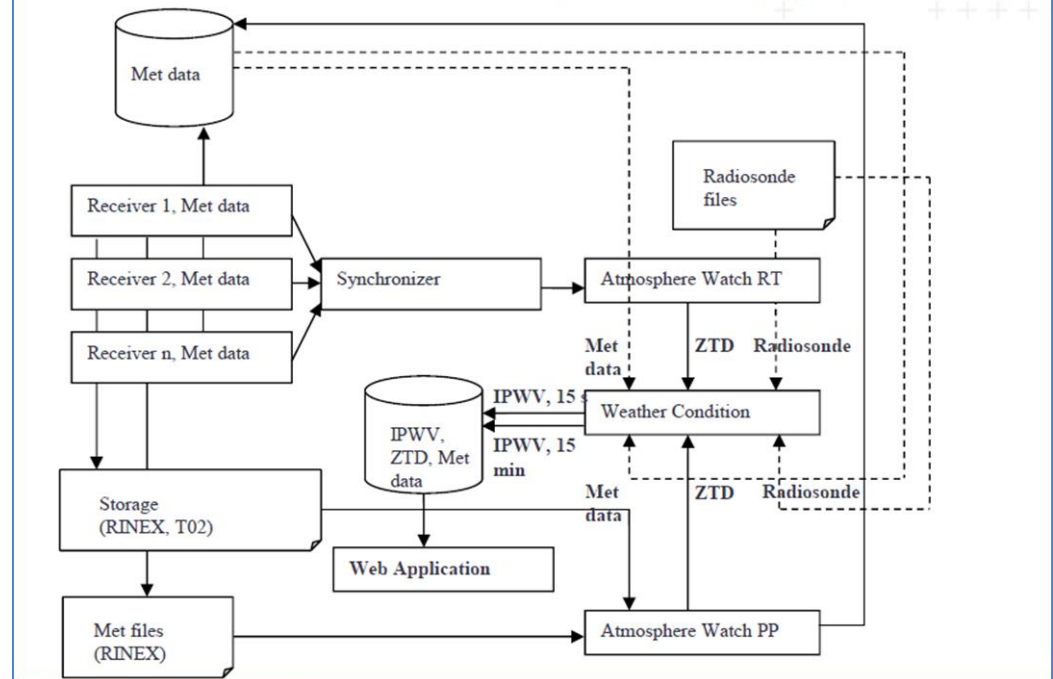 Met data
Radiosonde
files
Receiver 1, Met data
Receiver 2, Met data
Receiver n, Met data
Synchronizer
Atmosphere Watch RT
Met
data
ZTD
Radiosonde
IPWV, 15 s
Weather Condition
IPWV,
ZTD, Met
data
IPWV, 15
min
Met
data
ZTD
Radiosonde
Storage
(RINEX, T02)
Web Application
Met files
(RINEX)
Atmosphere Watch PP